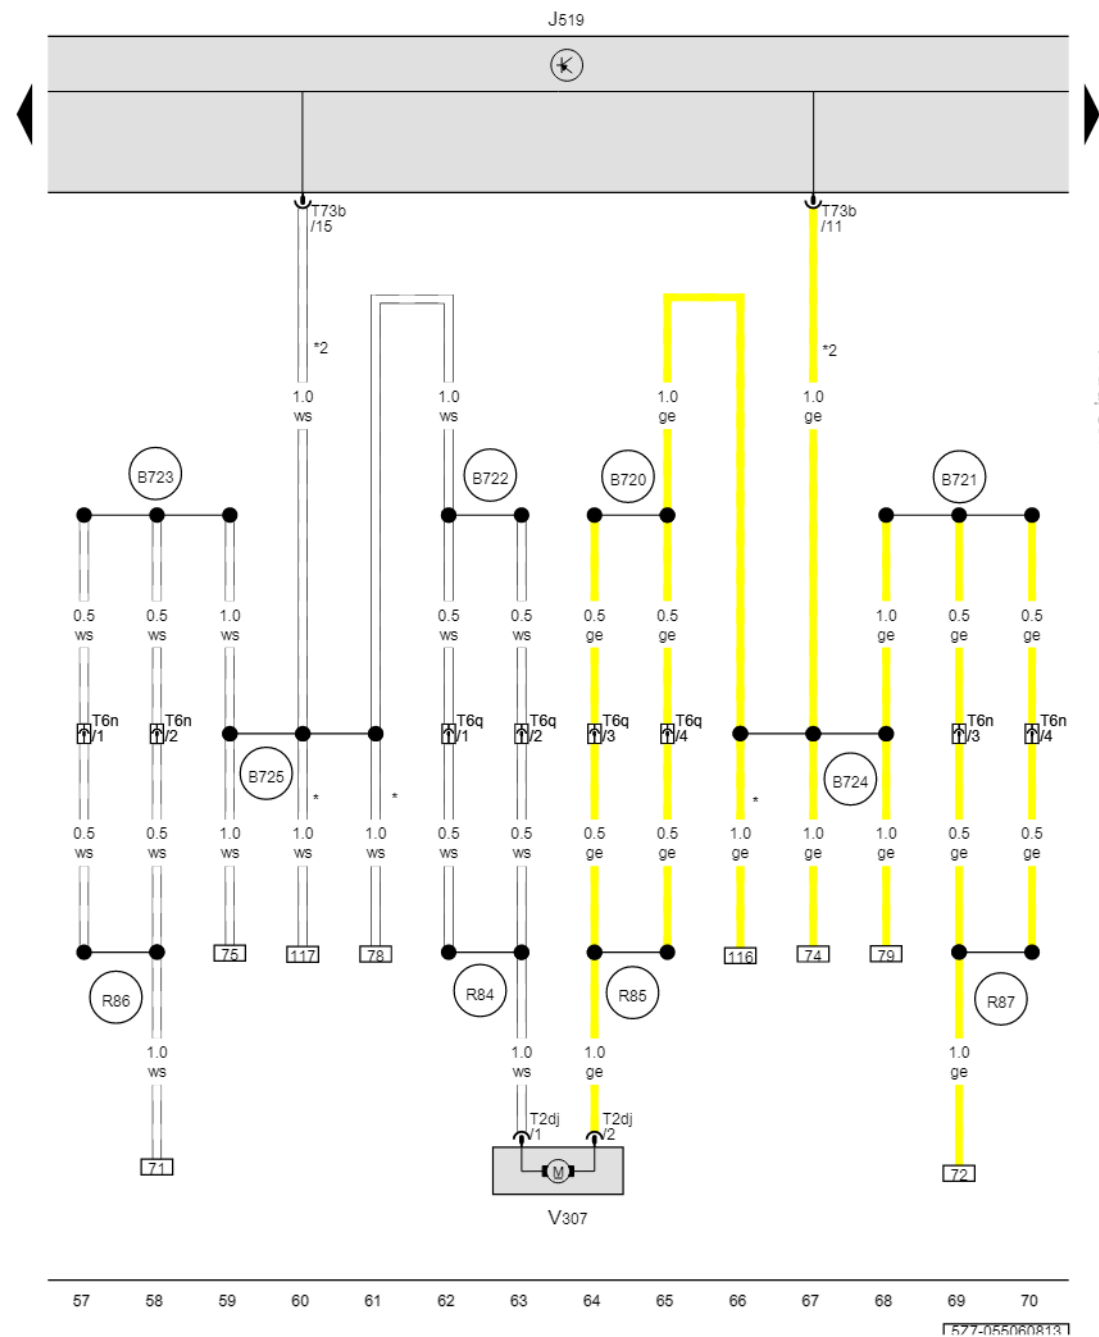 J519
T73b
/15
T73b
/11
*2
*2
1.0
ws
1.0
ws
1.0
ge
1.0
ge
B723
B722
B720
B721
0.5
ws
0.5
ws
1.0
ws
0.5
ws
0.5
ws
0.5
ge
0.5
ge
1.0
ge
0.5
ge
0.5
ge
T6n
/1
T6n
/2
T6q
/1
T6q
/2
T6q
/3
T6q
/4
T6n
/3
T6n
/4
B725
B724
*
*
*
0.5
ws
0.5
ws
1.0
ws
1.0
ws
1.0
ws
0.5
ws
0.5
ws
0.5
ge
0.5
ge
1.0
ge
1.0
ge
1.0
ge
0.5
ge
0.5
ge
75
117
78
116
74
79
R86
R84
R85
R87
1.0
ws
1.0
ws
1.0
ge
1.0
ge
T2dj
/1
T2dj
/2
71
M
72
V307
57 58 59 60 61 62 63 64 65 66 67 68 69 70
577-055060813